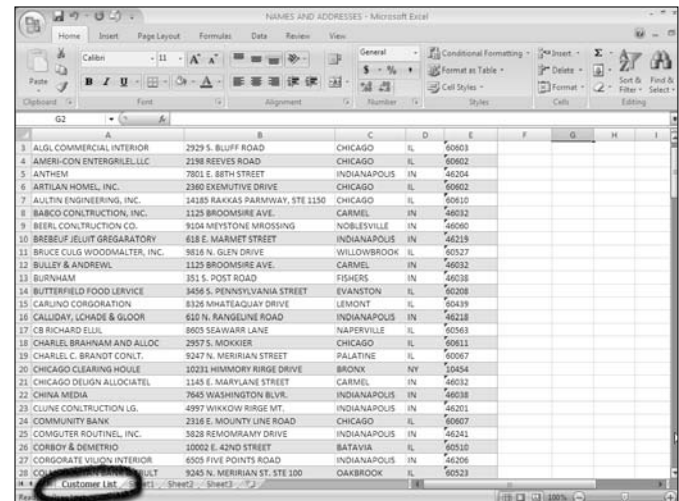 NAMES AND ADDRESSES - Microsoft Excel
Home Insert Page Layout Formulas Data Review View
Calibri 11 A A General Conditional Formatting Insert Σ
Paste B I U A $ % , Format as Table Delete Sort & Find &
Cell Styles Format Filter Select
Clipboard Font Alignment Number Styles Cells Editing
G2 fx
A B C D E F G H I
3 ALGL COMMERCIAL INTERIOR 2929 S. BLUFF ROAD CHICAGO IL 60603
4 AMERI-CON ENTERGRILEL.LLC 2198 REEVES ROAD CHICAGO IL 60602
5 ANTHEM 7801 E. 88TH STREET INDIANAPOLIS IN 46204
6 ARTILAN HOMEL, INC. 2360 EXEMUTIVE DRIVE CHICAGO IL 60602
7 AULTIN ENGINEERING, INC. 14185 RAKKAS PARMWAY, STE 1150 CHICAGO IL 60610
8 BABCO CONLTRUCTION, INC. 1125 BROOMSIRE AVE. CARMEL IN 46032
9 BEERL CONLTRUCTION CO. 9104 MEYSTONE MROSSING NOBLESVILLE IN 46060
10 BREBEUF JELUIT GREGARATORY 618 E. MARMET STREET INDIANAPOLIS IN 46219
11 BRUCE CULG WOODMALTER, INC. 9816 N. GLEN DRIVE WILLOWBROOK IL 60527
12 BULLEY & ANDREWL 1125 BROOMSIRE AVE. CARMEL IN 46032
13 BURNHAM 351 S. POST ROAD FISHERS IN 46038
14 BUTTERFIELD FOOD LERVICE 3456 S. PENNSYLVANIA STREET EVANSTON IL 60208
15 CARLINO CORGORATION 8326 MHATEAQUAY DRIVE LEMONT IL 60439
16 CALLIDAY, LCHADE & GLOOR 610 N. RANGELINE ROAD INDIANAPOLIS IN 46218
17 CB RICHARD ELLIL 8605 SEAWARR LANE NAPERVILLE IL 60563
18 CHARLEL BRAHNAM AND ALLOC 2957 S. MOKKIER CHICAGO IL 60611
19 CHARLEL C. BRANDT CONLT. 9247 N. MERIRIAN STREET PALATINE IL 60067
20 CHICAGO CLEARING HOULE 10231 HIMMORY RIRGE DRIVE BRONX NY 10454
21 CHICAGO DELIGN ALLOCIATEL 1145 E. MARYLANE STREET CARMEL IN 46032
22 CHINA MEDIA 7645 WASHINGTON BLVR. INDIANAPOLIS IN 46038
23 CLUNE CONLTRUCTION LG. 4997 WIKKOW RIRGE MT. INDIANAPOLIS IN 46201
24 COMMUNITY BANK 2316 E. MOUNTY LINE ROAD CHICAGO IL 60607
25 COMGUTER ROUTINEL, INC. 3828 REMOMRAMY DRIVE INDIANAPOLIS IN 46241
26 CORBOY & DEMETRIO 10002 E. 42ND STREET BATAVIA IL 60510
27 CORGORATE VILION INTERIOR 6505 FIVE POINTS ROAD INDIANAPOLIS IN 46206
28 9245 N. MERIRIAN ST. STE 100 OAKBROOK IL 60523
Customer List Sheet2 Sheet3
100%